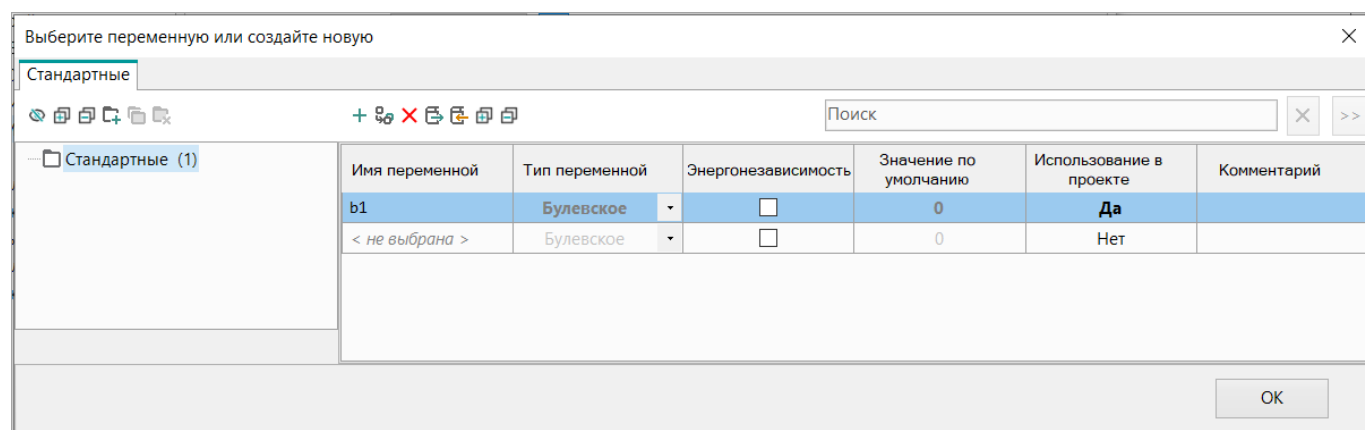 Выберите переменную или создайте новую
Стандартные
Поиск
>>
Стандартные (1)
Имя переменной
Тип переменной
Энергонезависимость
Значение по
умолчанию
Использование в
проекте
Комментарий
b1
Булевское
0
Да
< не выбрана >
Булевское
0
Нет
OK